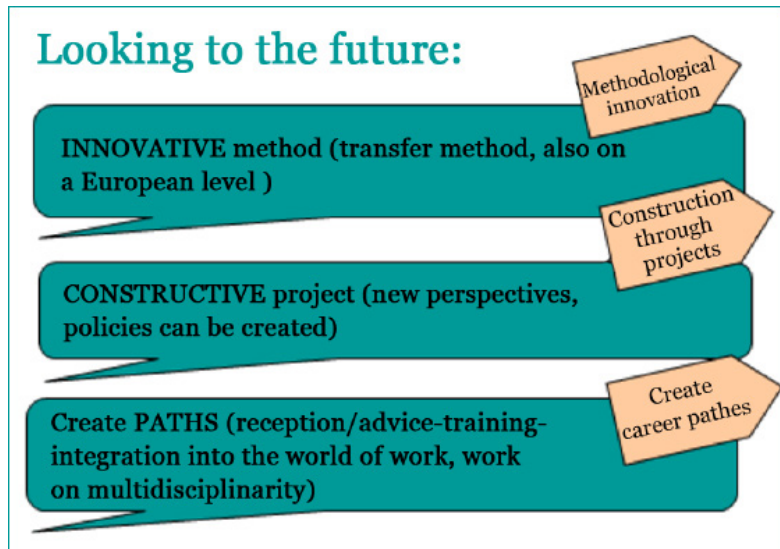 Looking to the future:
Methodological
innovation
INNOVATIVE method (transfer method, also on
a European level )
Construction
through
projects
CONSTRUCTIVE project (new perspectives,
policies can be created)
Create
career pathes
Create PATHS (reception/advice-training-
integration into the world of work, work
on multidisciplinarity)